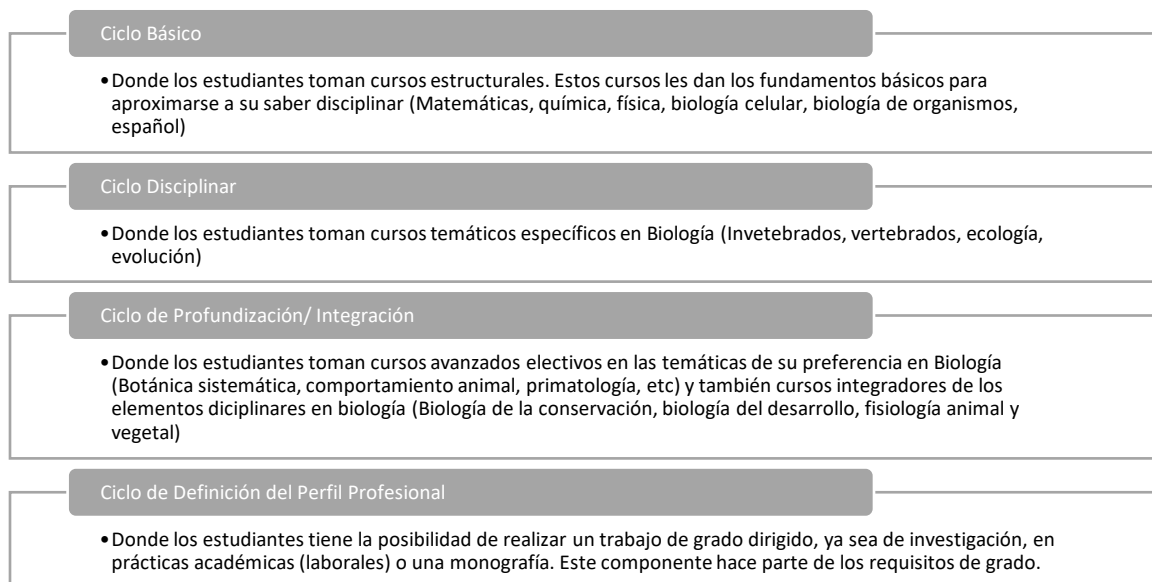 Ciclo Básico
•Donde los estudiantes toman cursos estructurales. Estos cursos les dan los fundamentos básicos para
aproximarse a su saber disciplinar (Matemáticas, química, física, biología celular, biología de organismos,
español)
Ciclo Disciplinar
•Donde los estudiantes toman cursos temáticos específicos en Biología (Invetebrados, vertebrados, ecología,
evolución)
Ciclo de Profundización/ Integración
•Donde los estudiantes toman cursos avanzados electivos en las temáticas de su preferencia en Biología
(Botánica sistemática, comportamiento animal, primatología, etc) y también cursos integradores de los
elementos diciplinares en biología (Biología de la conservación, biología del desarrollo, fisiología animal y
vegetal)
Ciclo de Definición del Perfil Profesional
•Donde los estudiantes tiene la posibilidad de realizar un trabajo de grado dirigido, ya sea de investigación, en
prácticas académicas (laborales) o una monografía. Este componente hace parte de los requisitos de grado.